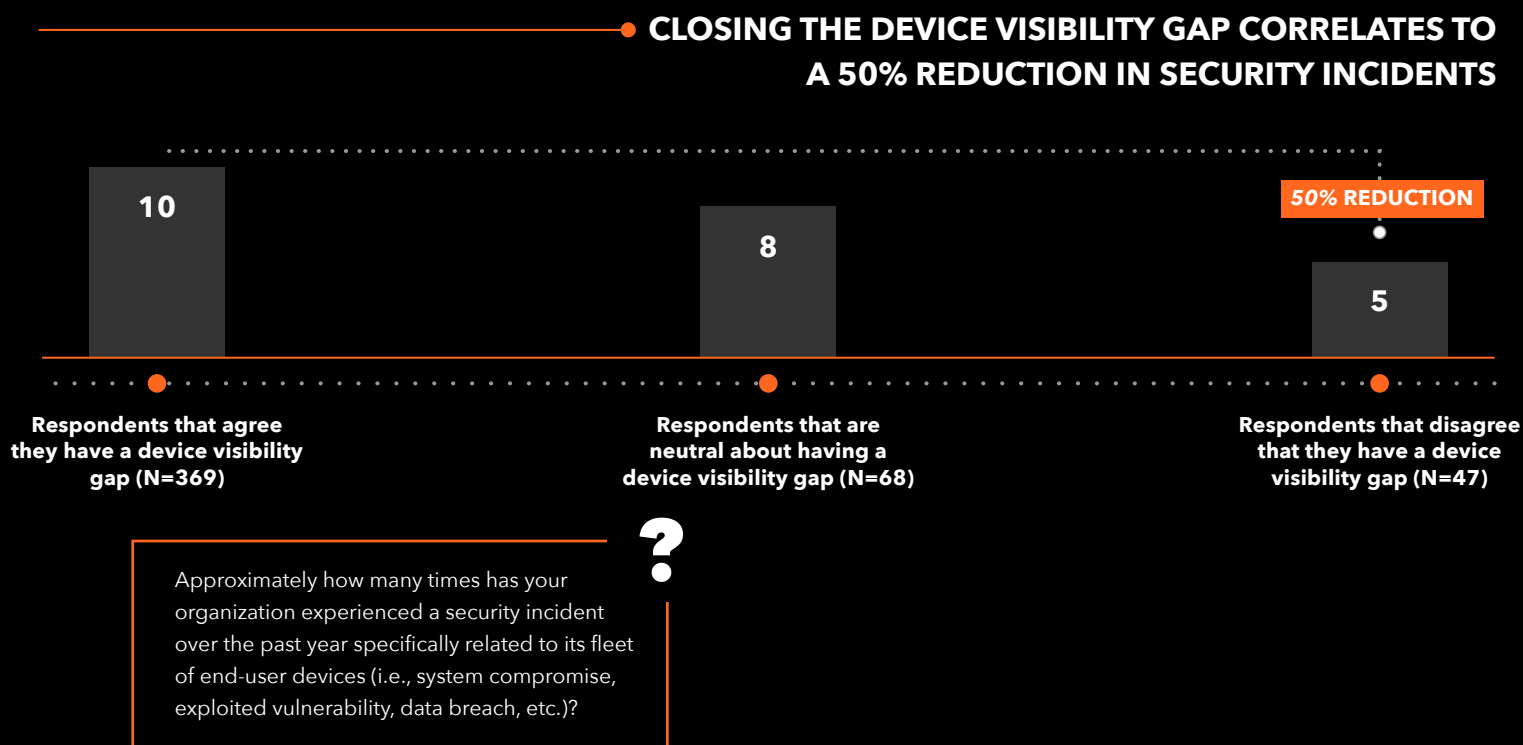 CLOSING THE DEVICE VISIBILITY GAP CORRELATES TO
A 50% REDUCTION IN SECURITY INCIDENTS
10
8
50% REDUCTION
5
Respondents that agree
they have a device visibility
gap (N=369)
Respondents that are
neutral about having a
device visibility gap (N=68)
Respondents that disagree
that they have a device
visibility gap (N=47)
?
Approximately how many times has your
organization experienced a security incident
over the past year specifically related to its fleet
of end-user devices (i.e., system compromise,
exploited vulnerability, data breach, etc.)?